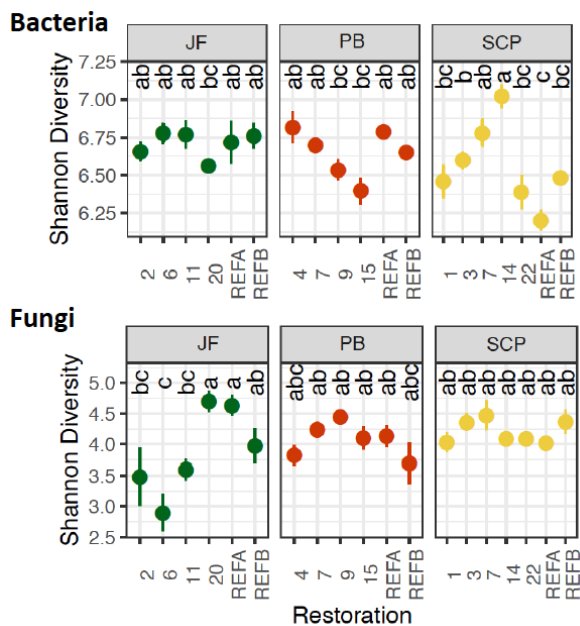 Bacteria
JF PB SCP
ab ab ab bc ab ab ab ab bc bc ab ab bc b ab a bc c bc
7.25
7.00
6.75
6.50
6.25
Shannon Diversity
2 6 11 20 REFA REFB 4 7 9 15 REFA REFB 1 3 7 14 22 REFA REFB
Fungi
JF PB SCP
bc c bc a a ab abc ab ab ab ab abc ab ab ab ab ab ab ab
5.0
4.5
4.0
3.5
3.0
2.5
Shannon Diversity
2 6 11 20 REFA REFB 4 7 9 15 REFA REFB 1 3 7 14 22 REFA REFB
Restoration